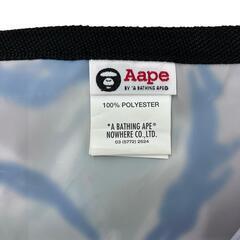 Aape
BY *A BATHING APE®
100% POLYESTER
*A BATHING APE®
NOWHERE CO., LTD.
03 (5772) 2524